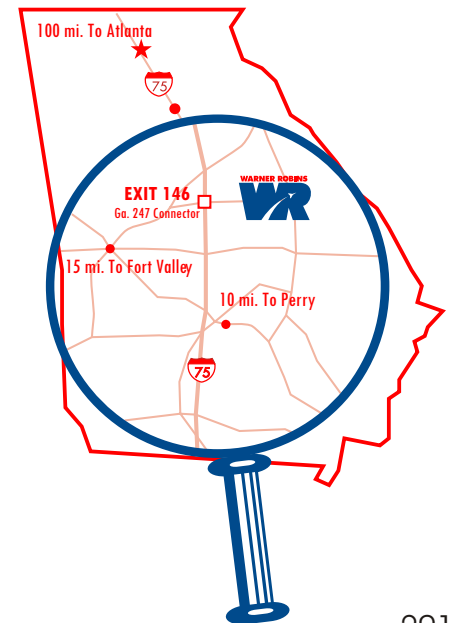 100 mi. To Atlanta
75
WARNER ROBINS
WR
EXIT 146
Ga. 247 Connector
15 mi. To Fort Valley
10 mi. To Perry
75